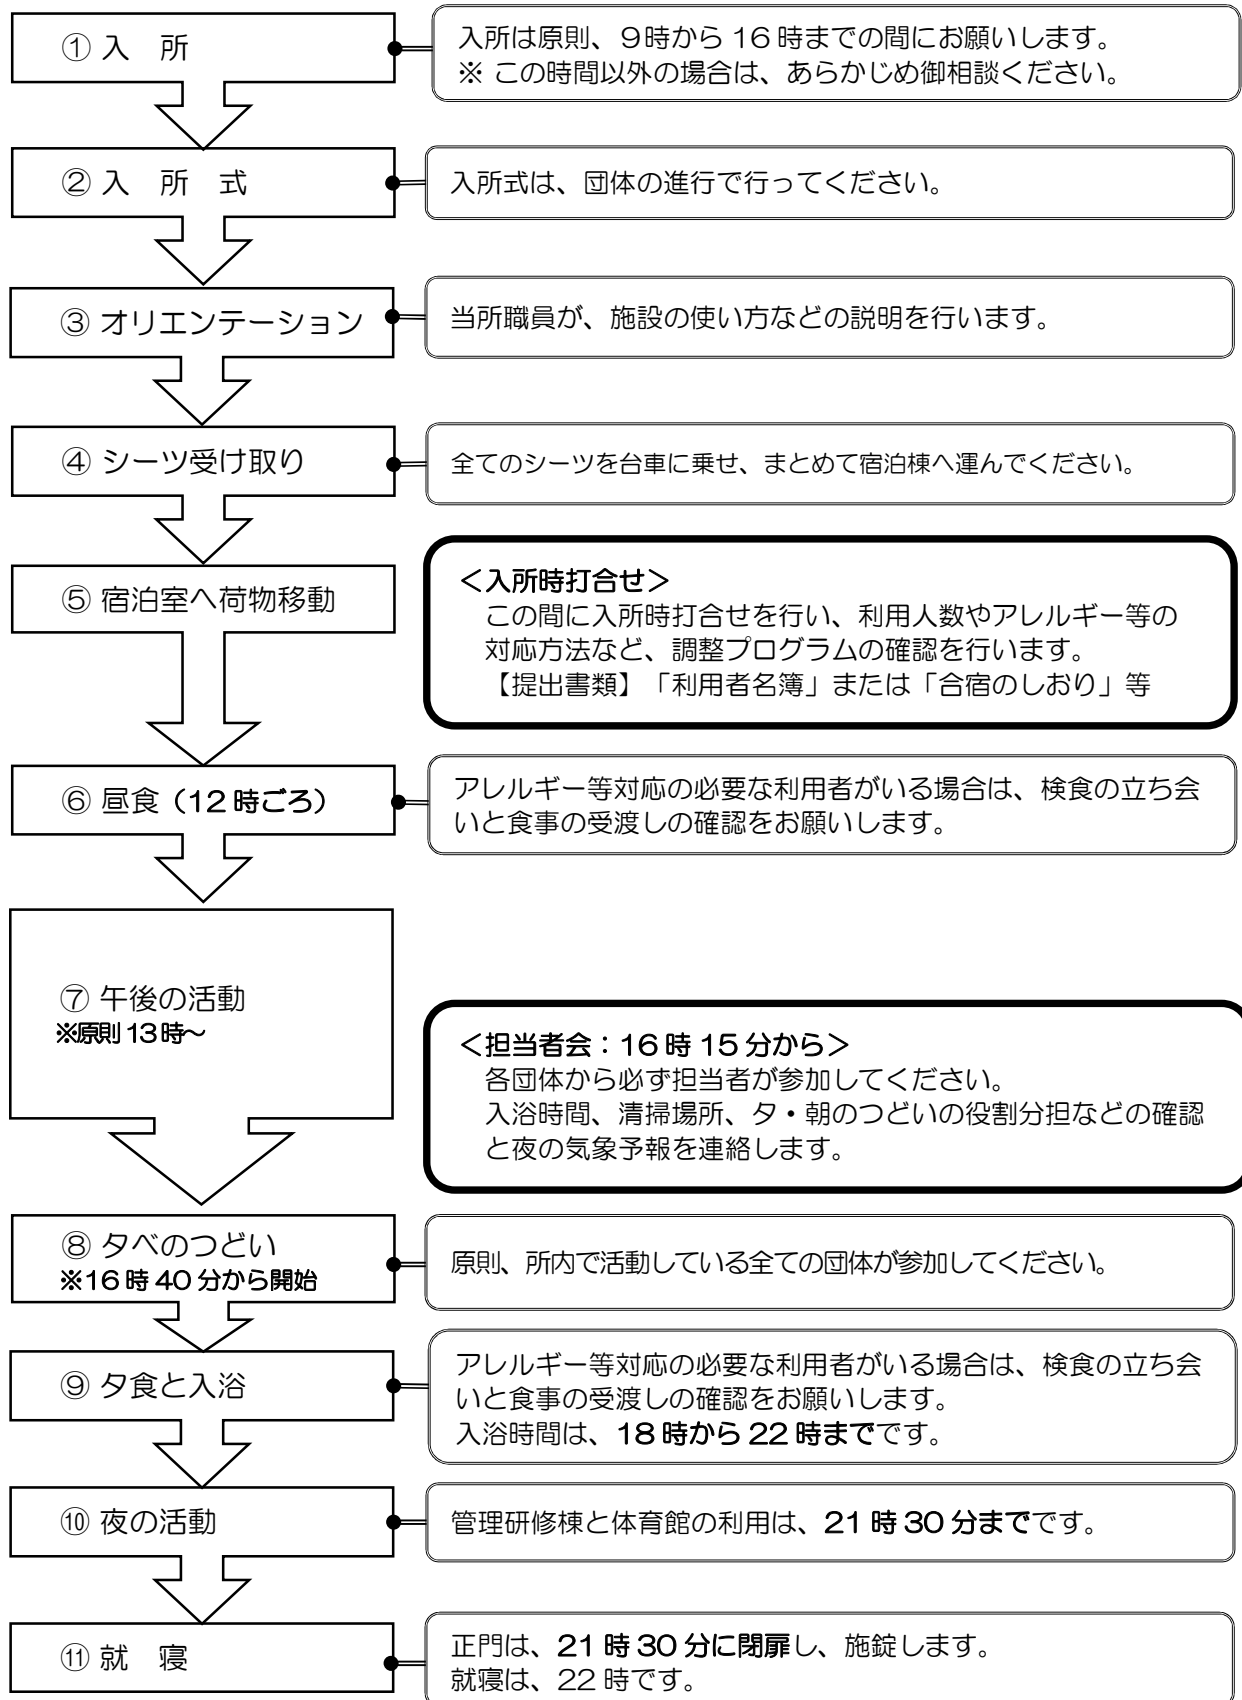 ① 入　所
入所は原則、９時から 16 時までの間にお願いします。
※ この時間以外の場合は、あらかじめ御相談ください。
② 入　所　式
入所式は、団体の進行で行ってください。
③ オリエンテーション
当所職員が、施設の使い方などの説明を行います。
④ シーツ受け取り
全てのシーツを台車に乗せ、まとめて宿泊棟へ運んでください。
⑤ 宿泊室へ荷物移動
＜入所時打合せ＞
この間に入所時打合せを行い、利用人数やアレルギー等の
対応方法など、調整プログラムの確認を行います。
【提出書類】「利用者名簿」または「合宿のしおり」等
⑥ 昼食（12 時ごろ）
アレルギー等対応の必要な利用者がいる場合は、検食の立ち会
いと食事の受渡しの確認をお願いします。
⑦ 午後の活動
※原則 13 時～
＜担当者会：16 時 15 分から＞
各団体から必ず担当者が参加してください。
入浴時間、清掃場所、夕・朝のつどいの役割分担などの確認
と夜の気象予報を連絡します。
⑧ 夕べのつどい
※16 時 40 分から開始
原則、所内で活動している全ての団体が参加してください。
⑨ 夕食と入浴
アレルギー等対応の必要な利用者がいる場合は、検食の立ち会
いと食事の受渡しの確認をお願いします。
入浴時間は、18 時から 22 時までです。
⑩ 夜の活動
管理研修棟と体育館の利用は、21 時 30 分までです。
⑪ 就　寝
正門は、21 時 30 分に閉扉し、施錠します。
就寝は、22 時です。